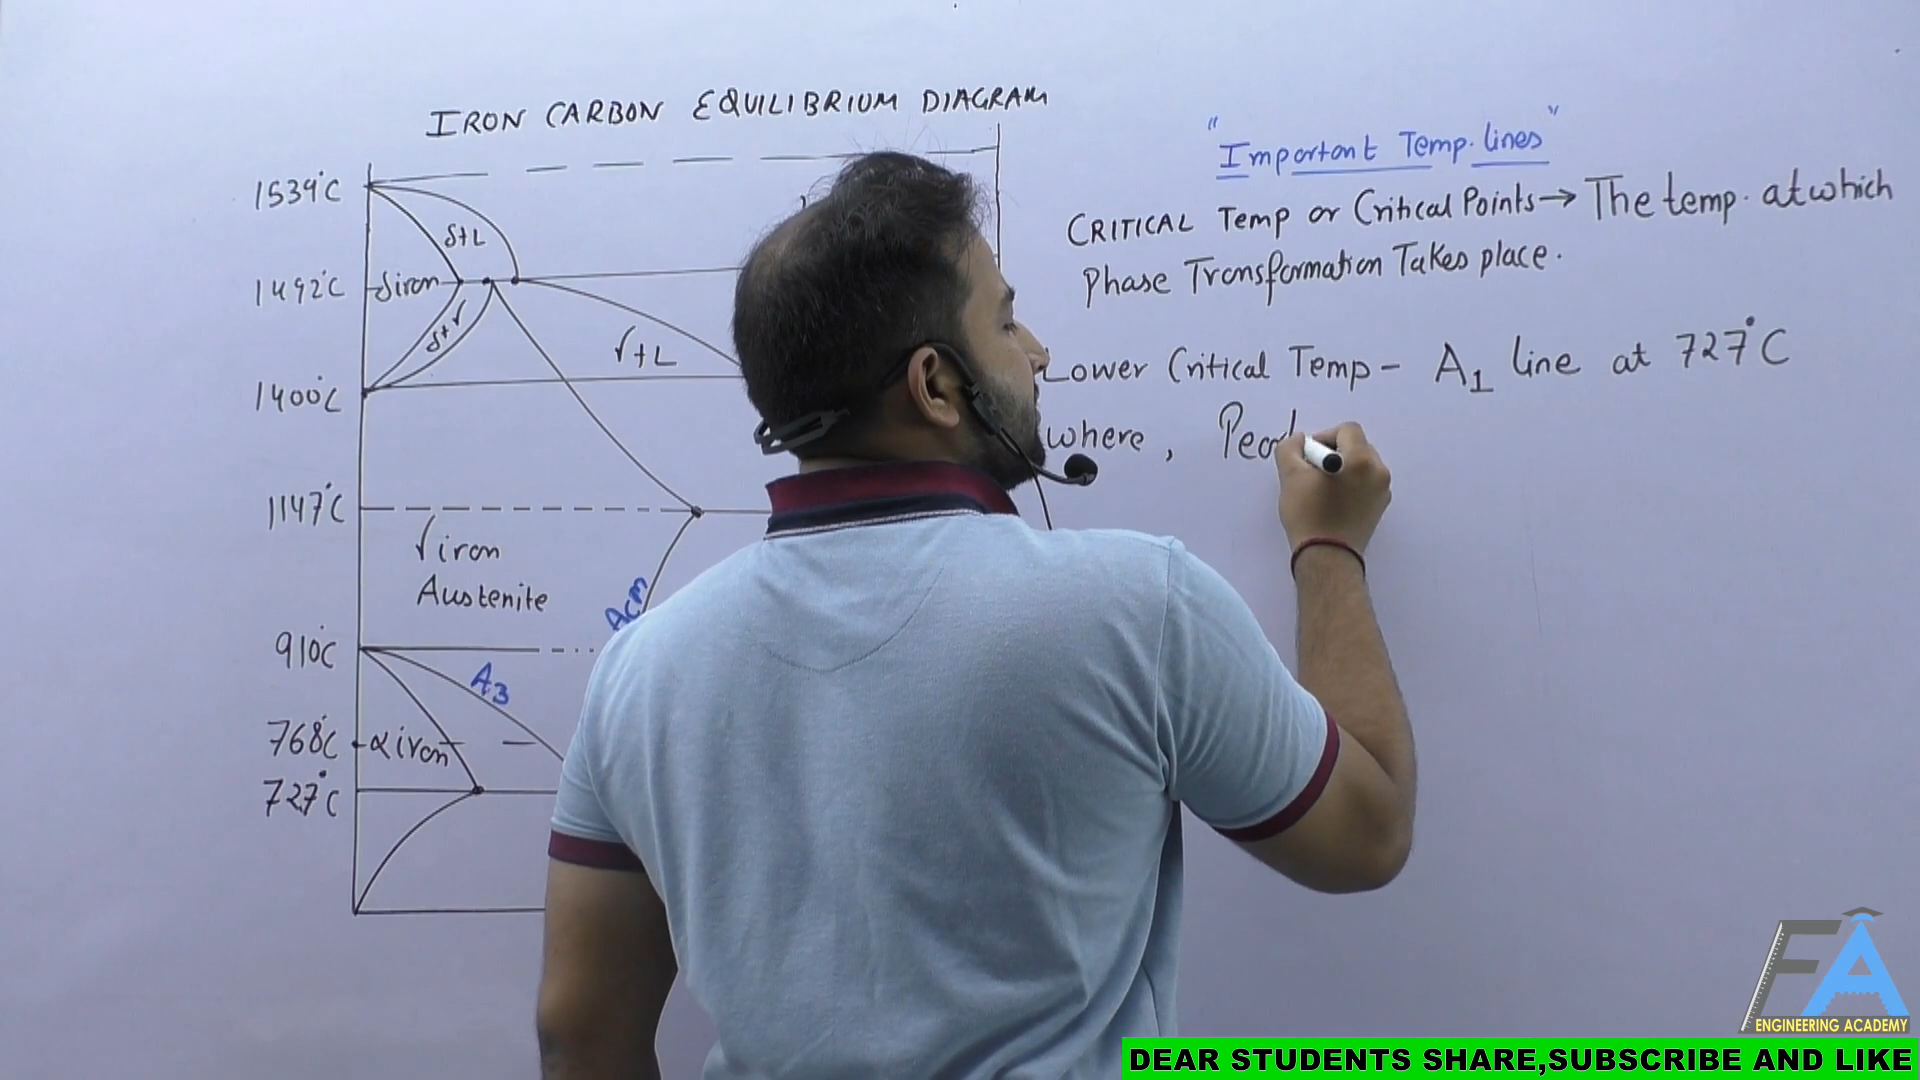 IRON CARBON EQUILIBRIUM DIAGRAM
1539°C
δ+L
1492°C
δiron
δ+γ
γ+L
1400°C
1147°C
γiron
Austenite
Acm
910°C
A3
768°C
αiron
727°C
"Important Temp. lines"
CRITICAL Temp or Critical Points → The temp. at which
Phase Transformation Takes place.
Lower Critical Temp - A1 line at 727°C
where,
FA
ENGINEERING ACADEMY
DEAR STUDENTS SHARE,SUBSCRIBE AND LIKE